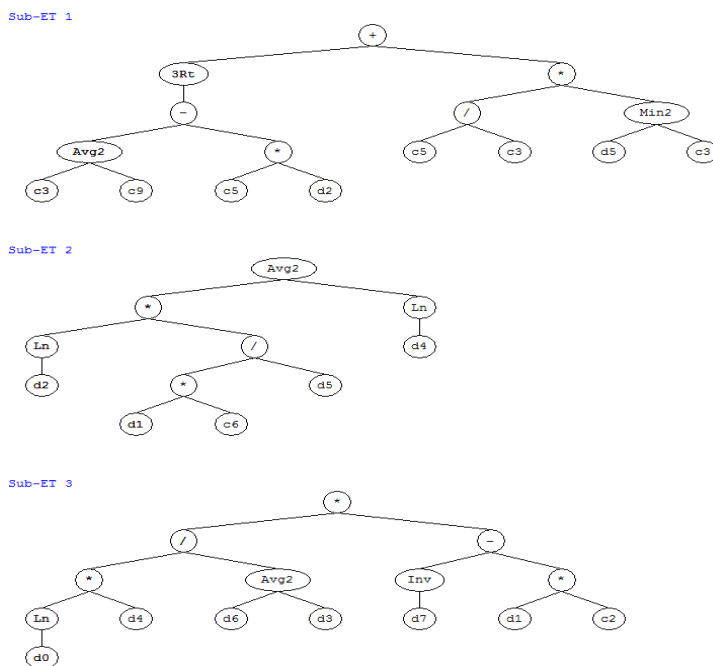 Sub-ET 1
+
3Rt *
- / Min2
Avg2 * c5 c3 d5 c3
c3 c9 c5 d2
Sub-ET 2
Avg2
* Ln
Ln / d4
d2 * d5
d1 c6
Sub-ET 3
*
/ -
* Avg2 Inv *
Ln d4 d6 d3 d7 d1 c2
d0